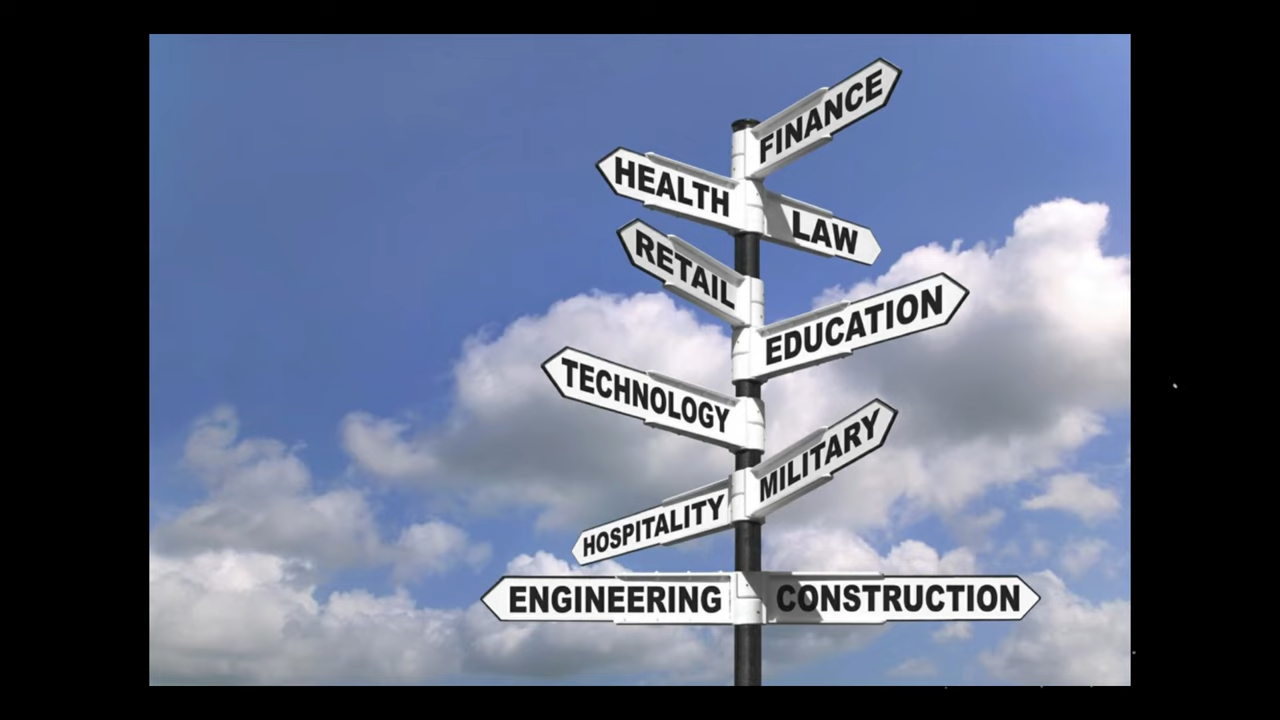 FINANCE
HEALTH
LAW
RETAIL
EDUCATION
TECHNOLOGY
MILITARY
HOSPITALITY
ENGINEERING
CONSTRUCTION